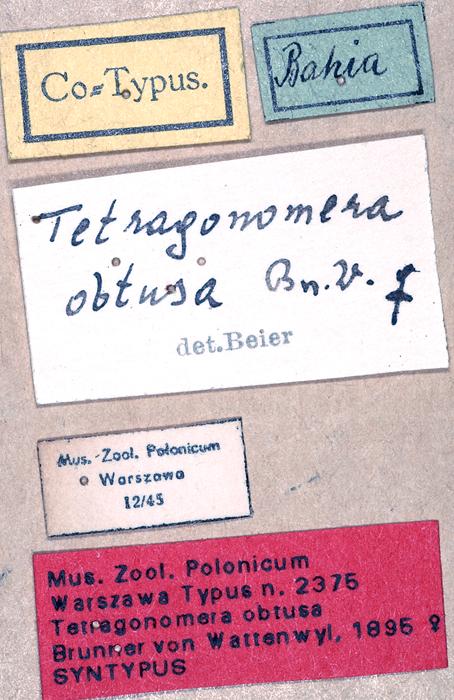 Co-Typus.
Bahia
Tetragonomera
obtusa Bn.V. f
det.Beier
Mus. Zool. Polonicum
Warszawa
12/45
Mus. Zool. Polonicum
Warszawa Typus n. 2375
Tetragonomera obtusa
Brunner von Wattenwyl, 1895 ♀
SYNTYPUS